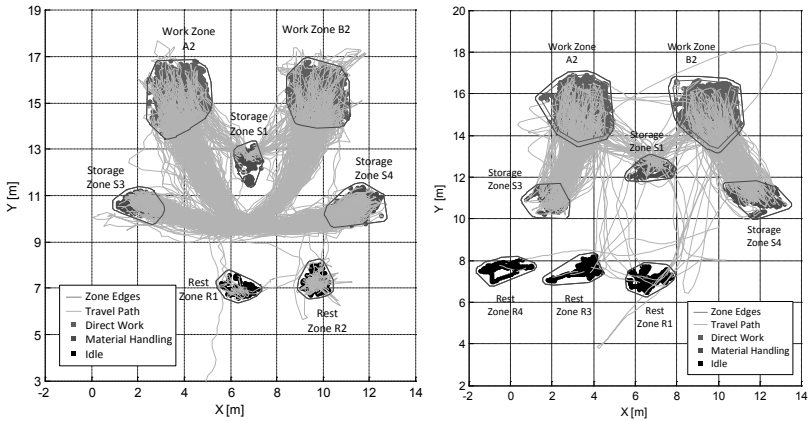 19
17
15
13
11
9
7
5
3
-2
0
2
4
6
8
10
12
14
Y [m]
X [m]
Work Zone
A2
Work Zone B2
Storage
Zone S1
Storage
Zone S3
Storage
Zone S4
Rest
Zone R1
Rest
Zone R2
Zone Edges
Travel Path
Direct Work
Material Handling
Idle
20
18
16
14
12
10
8
6
4
2
-2
0
2
4
6
8
10
12
14
Y [m]
X [m]
Work Zone
A2
Work Zone
B2
Storage
Zone S1
Storage
Zone S3
Storage
Zone S4
Rest
Zone R4
Rest
Zone R3
Rest
Zone R1
Zone Edges
Travel Path
Direct Work
Material Handling
Idle